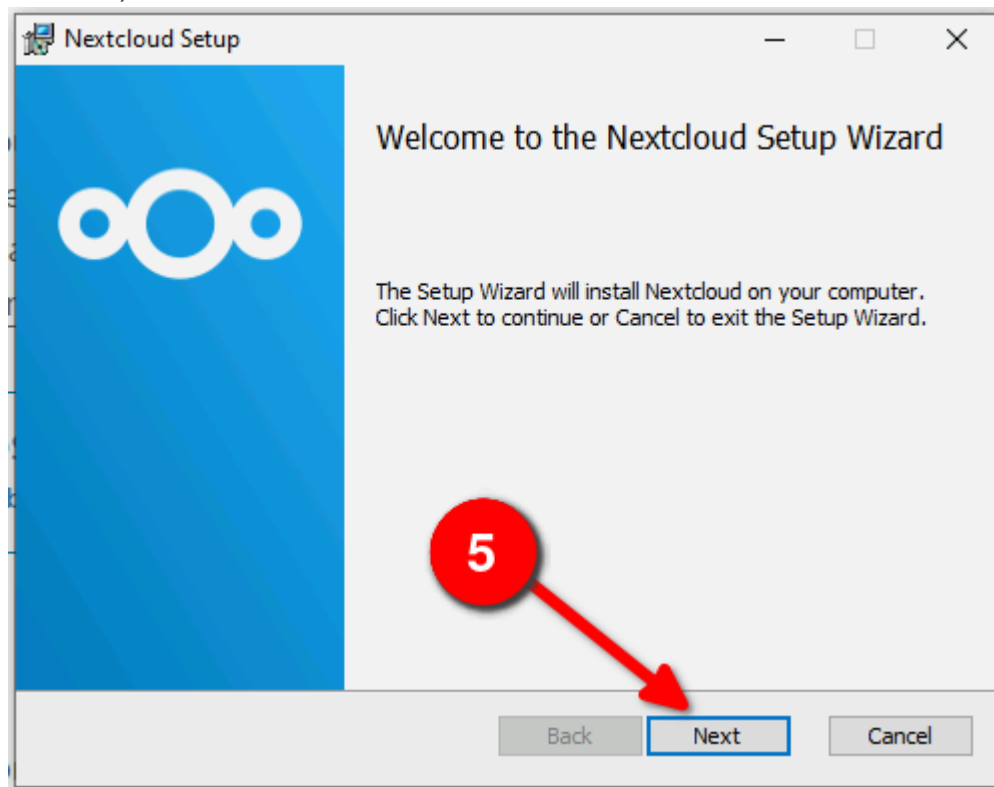 Nextcloud Setup
Welcome to the Nextcloud Setup Wizard
The Setup Wizard will install Nextcloud on your computer.
Click Next to continue or Cancel to exit the Setup Wizard.
5
Back Next Cancel